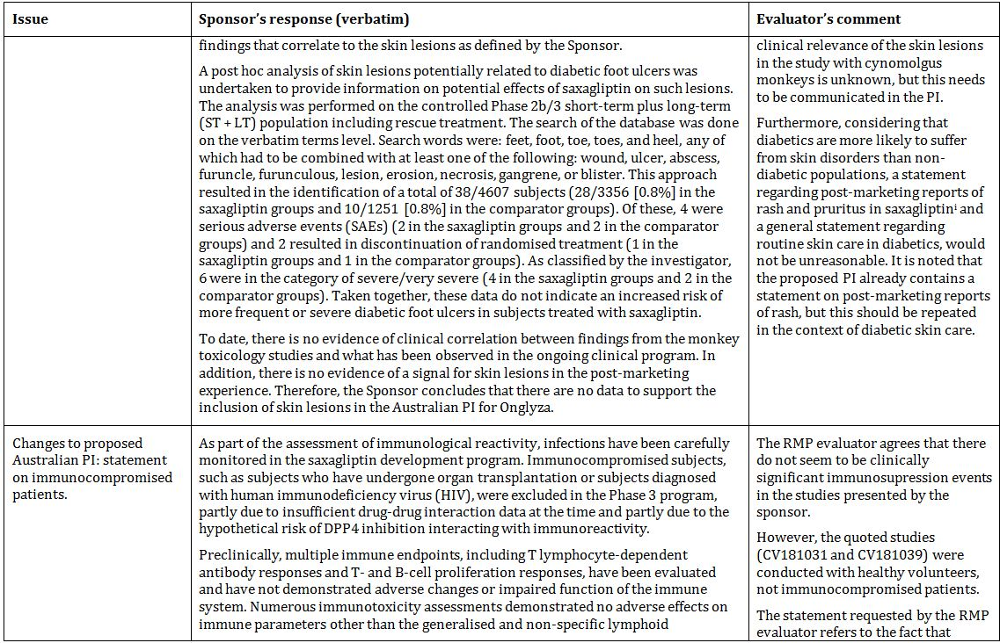 Issue
Sponsor's response (verbatim)
Evaluator's comment
findings that correlate to the skin lesions as defined by the Sponsor.
A post hoc analysis of skin lesions potentially related to diabetic foot ulcers was
undertaken to provide information on potential effects of saxagliptin on such lesions.
The analysis was performed on the controlled Phase 2b/3 short-term plus long-term
(ST + LT) population including rescue treatment. The search of the database was done
on the verbatim terms level. Search words were: feet, foot, toe, toes, and heel, any of
which had to be combined with at least one of the following: wound, ulcer, abscess,
furuncle, furunculous, lesion, erosion, necrosis, gangrene, or blister. This approach
resulted in the identification of a total of 38/4607 subjects (28/3356 [0.8%] in the
saxagliptin groups and 10/1251 [0.8%] in the comparator groups). Of these, 4 were
serious adverse events (SAEs) (2 in the saxagliptin groups and 2 in the comparator
groups) and 2 resulted in discontinuation of randomised treatment (1 in the
saxagliptin groups and 1 in the comparator groups). As classified by the investigator,
6 were in the category of severe/very severe (4 in the saxagliptin groups and 2 in the
comparator groups). Taken together, these data do not indicate an increased risk of
more frequent or severe diabetic foot ulcers in subjects treated with saxagliptin.
To date, there is no evidence of clinical correlation between findings from the monkey
toxicology studies and what has been observed in the ongoing clinical program. In
addition, there is no evidence of a signal for skin lesions in the post-marketing
experience. Therefore, the Sponsor concludes that there are no data to support the
inclusion of skin lesions in the Australian PI for Onglyza.
clinical relevance of the skin lesions
in the study with cynomolgus
monkeys is unknown, but this needs
to be communicated in the PI.
Furthermore, considering that
diabetics are more likely to suffer
from skin disorders than non-
diabetic populations, a statement
regarding post-marketing reports of
rash and pruritus in saxagliptinⁱ and
a general statement regarding
routine skin care in diabetics, would
not be unreasonable. It is noted that
the proposed PI already contains a
statement on post-marketing reports
of rash, but this should be repeated
in the context of diabetic skin care.
Changes to proposed
Australian PI: statement
on immunocompromised
patients.
As part of the assessment of immunological reactivity, infections have been carefully
monitored in the saxagliptin development program. Immunocompromised subjects,
such as subjects who have undergone organ transplantation or subjects diagnosed
with human immunodeficiency virus (HIV), were excluded in the Phase 3 program,
partly due to insufficient drug-drug interaction data at the time and partly due to the
hypothetical risk of DPP4 inhibition interacting with immunoreactivity.
Preclinically, multiple immune endpoints, including T lymphocyte-dependent
antibody responses and T- and B-cell proliferation responses, have been evaluated
and have not demonstrated adverse changes or impaired function of the immune
system. Numerous immunotoxicity assessments demonstrated no adverse effects on
immune parameters other than the generalised and non-specific lymphoid
The RMP evaluator agrees that there
do not seem to be clinically
significant immunosupression events
in the studies presented by the
sponsor.
However, the quoted studies
(CV181031 and CV181039) were
conducted with healthy volunteers,
not immunocompromised patients.
The statement requested by the RMP
evaluator refers to the fact that